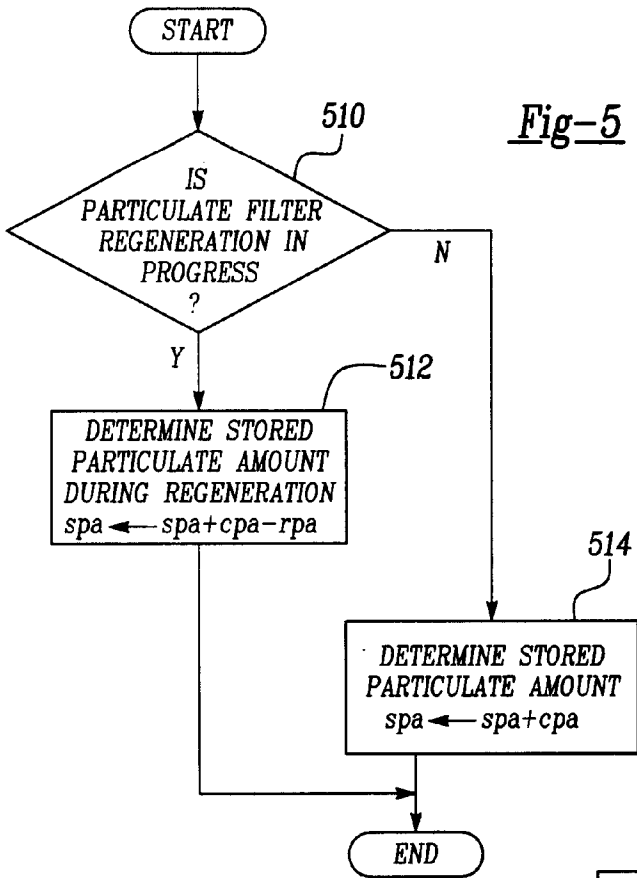 START
Fig-5
510
IS
PARTICULATE FILTER
REGENERATION IN
PROGRESS
?
N
Y
512
DETERMINE STORED
PARTICULATE AMOUNT
DURING REGENERATION
spa ← spa+cpa-rpa
514
DETERMINE STORED
PARTICULATE AMOUNT
spa ← spa+cpa
END